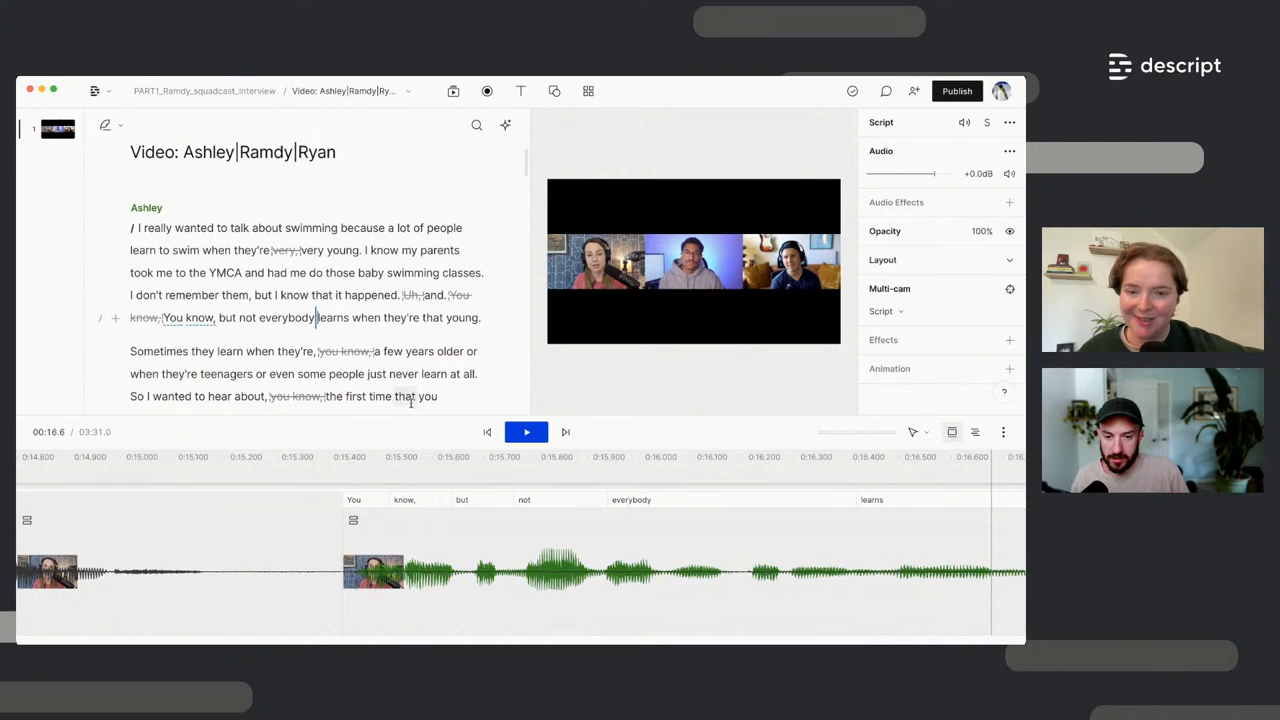 descript
PART1_Ramdy_squadcast_interview / Video: Ashley|Ramdy|Ry...
Publish
1
Video: Ashley|Ramdy|Ryan
Ashley
/ I really wanted to talk about swimming because a lot of people
learn to swim when they're very, very young. I know my parents
took me to the YMCA and had me do those baby swimming classes.
I don't remember them, but I know that it happened. Uh, and. You
/ + know, You know, but not everybody learns when they're that young.
Sometimes they learn when they're, you know, a few years older or
when they're teenagers or even some people just never learn at all.
So I wanted to hear about, you know, the first time that you
Script S
Audio
+0.0dB
Audio Effects
Opacity 100%
Layout
Multi-cam
Script
Effects
Animation
?
00:16.6 / 03:31.0
0:14.800 0:14.900 0:15.000 0:15.100 0:15.200 0:15.300 0:15.400 0:15.500 0:15.600 0:15.700 0:15.800 0:15.900 0:16.000 0:16.100 0:16.200 0:16.300 0:16.400 0:16.500 0:16.600 0:16.
You know, but not everybody learns